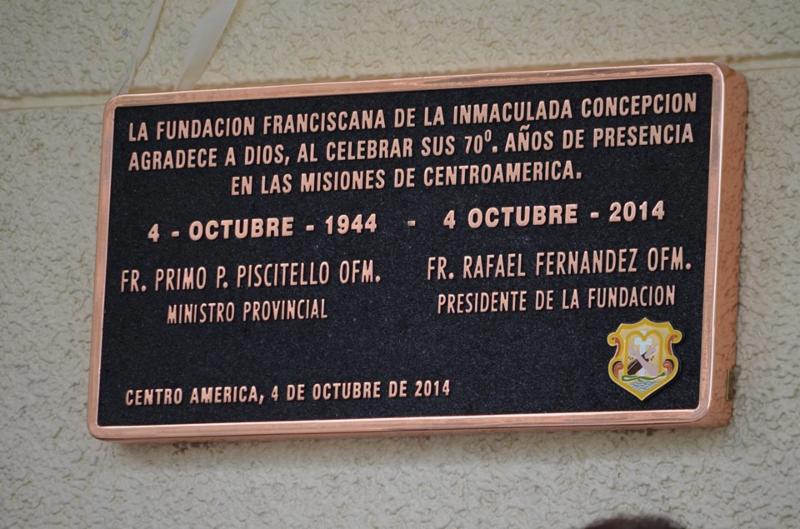 LA FUNDACION FRANCISCANA DE LA INMACULADA CONCEPCION
AGRADECE A DIOS, AL CELEBRAR SUS 70º. AÑOS DE PRESENCIA
EN LAS MISIONES DE CENTROAMERICA.
4 - OCTUBRE - 1944 - 4 OCTUBRE - 2014
FR. PRIMO P. PISCITELLO OFM.
MINISTRO PROVINCIAL
FR. RAFAEL FERNANDEZ OFM.
PRESIDENTE DE LA FUNDACION
CENTRO AMERICA, 4 DE OCTUBRE DE 2014